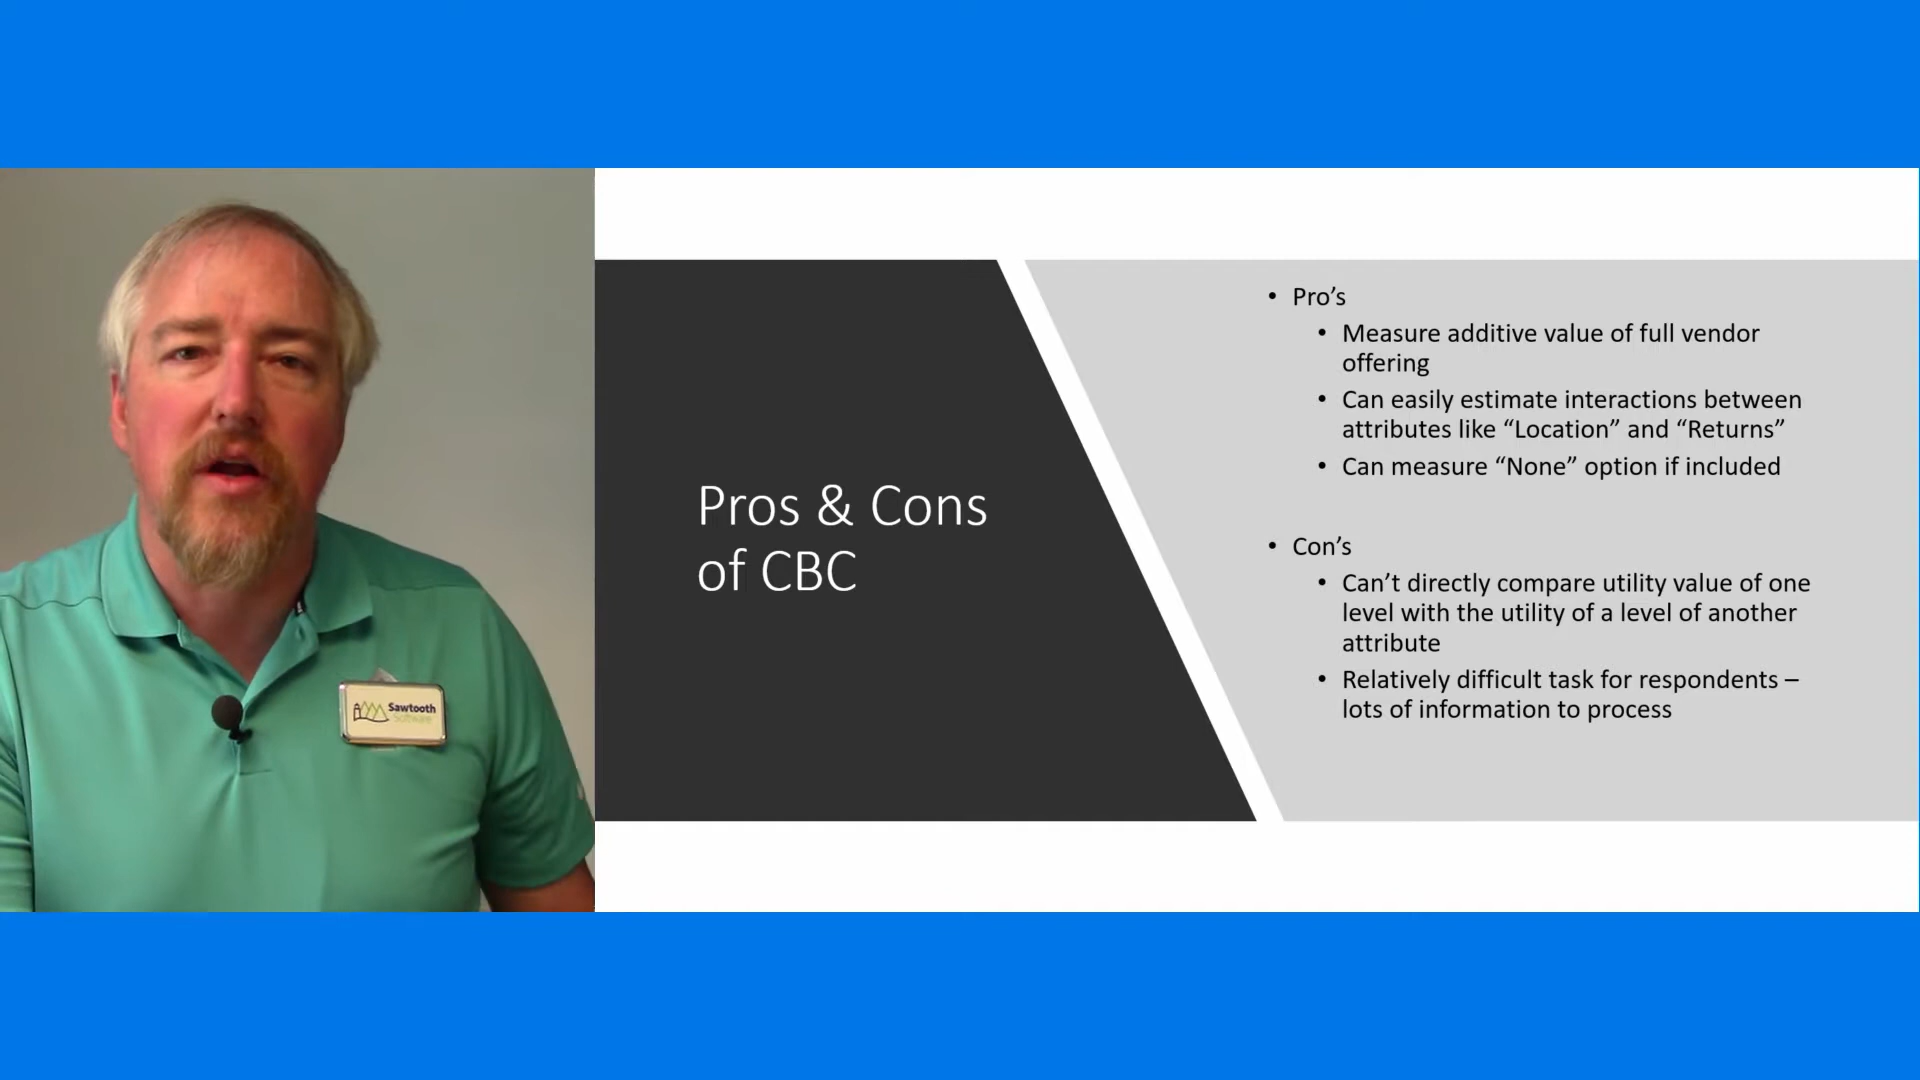 Sawtooth
Software
Pros & Cons
of CBC
• Pro’s
• Measure additive value of full vendor
offering
• Can easily estimate interactions between
attributes like “Location” and “Returns”
• Can measure “None” option if included
• Con’s
• Can’t directly compare utility value of one
level with the utility of a level of another
attribute
• Relatively difficult task for respondents –
lots of information to process